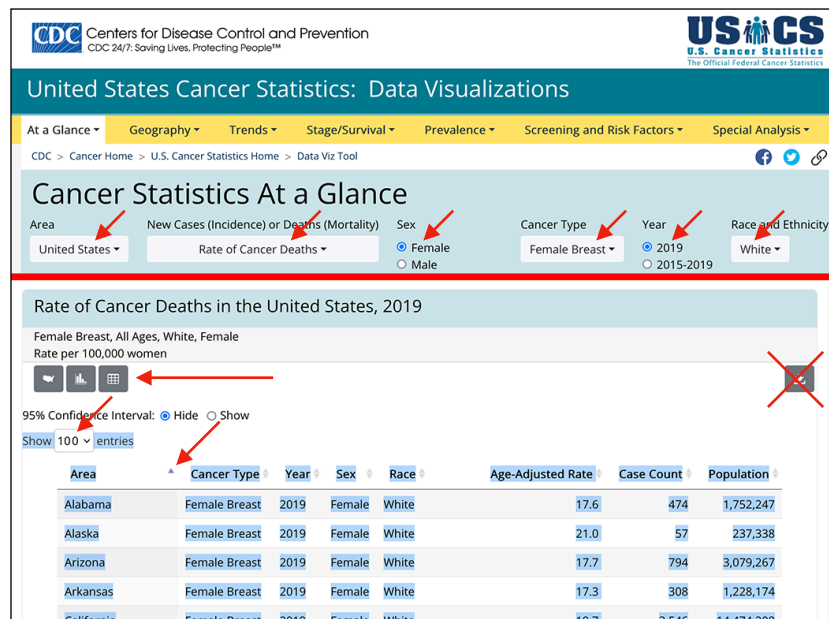 CDC Centers for Disease Control and Prevention
CDC 24/7: Saving Lives, Protecting People™
USCS
U.S. Cancer Statistics
The Official Federal Cancer Statistics
United States Cancer Statistics: Data Visualizations
At a Glance Geography Trends Stage/Survival Prevalence Screening and Risk Factors Special Analysis
CDC > Cancer Home > U.S. Cancer Statistics Home > Data Viz Tool
Cancer Statistics At a Glance
Area New Cases (Incidence) or Deaths (Mortality) Sex Cancer Type Year Race and Ethnicity
United States Rate of Cancer Deaths Female Female Breast 2019 White
Male 2015-2019
Rate of Cancer Deaths in the United States, 2019
Female Breast, All Ages, White, Female
Rate per 100,000 women
95% Confidence Interval: Hide Show
Show 100 entries
Area Cancer Type Year Sex Race Age-Adjusted Rate Case Count Population
Alabama Female Breast 2019 Female White 17.6 474 1,752,247
Alaska Female Breast 2019 Female White 21.0 57 237,338
Arizona Female Breast 2019 Female White 17.7 794 3,079,267
Arkansas Female Breast 2019 Female White 17.3 308 1,228,174
California Female Breast 2019 Female White